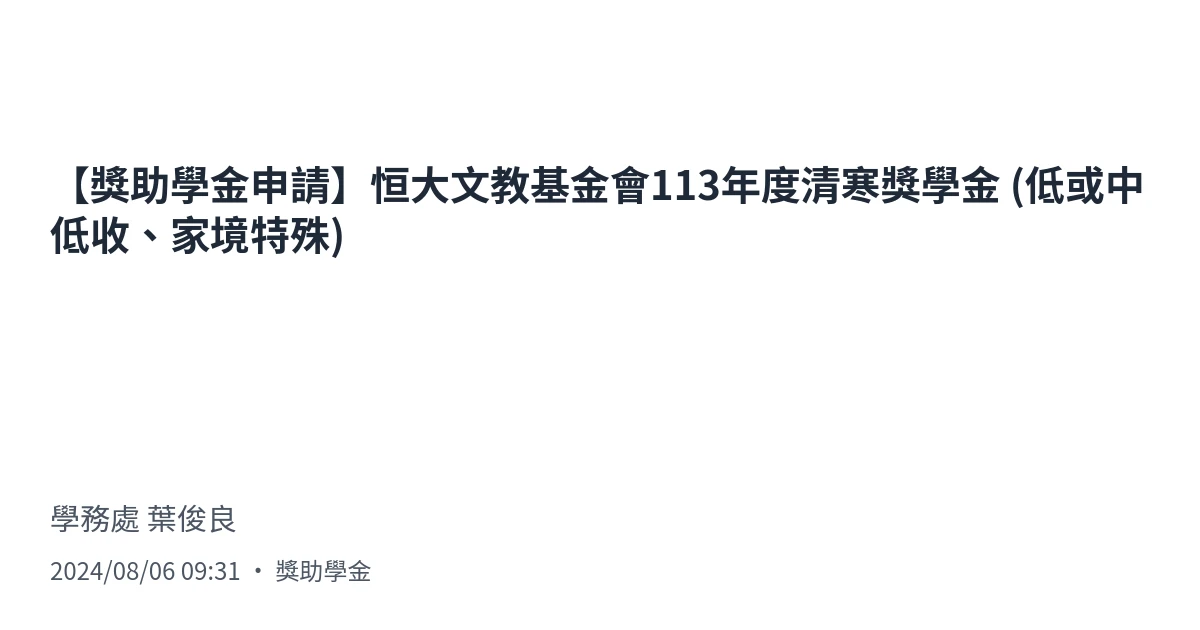 【獎助學金申請】恒大文教基金會113年度清寒獎學金 (低或中
低收、家境特殊)
學務處 葉俊良
2024/08/06 09:31 • 獎助學金